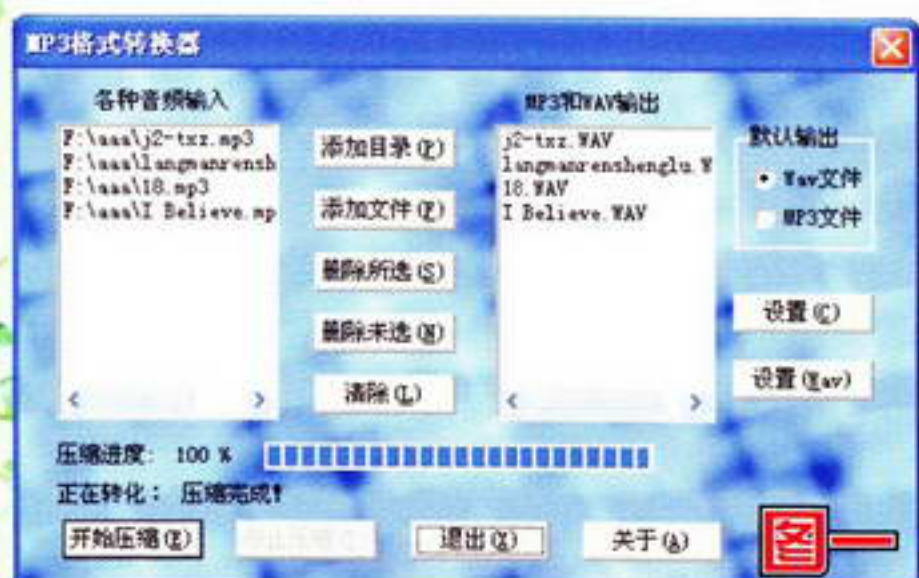 MP3格式转换器
各种音频输入
F:\aaa\j2-txz.mp3
F:\aaa\langmanrensh
F:\aaa\18.mp3
F:\aaa\I Believe.mp
添加目录(P)
添加文件(F)
删除所选(S)
删除未选(N)
清除(L)
MP3和WAV输出
j2-txz.WAV
langmanrenshenglu.W
18.WAV
I Believe.WAV
默认输出
Wav文件
MP3文件
设置(C)
设置(Wav)
压缩进度: 100 %
正在转化: 压缩完成!
开始压缩(E)
退出(X)
关于(A)
图一